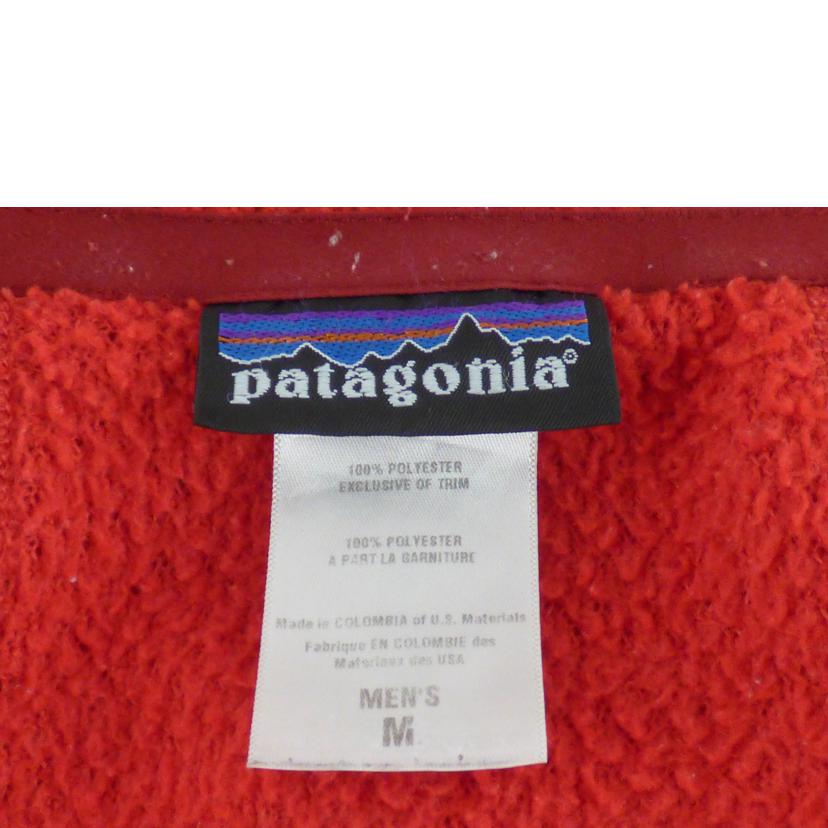 patagonia®
100% POLYESTER
EXCLUSIVE OF TRIM
100% POLYESTER
A PART LA GARNITURE
Made in COLOMBIA of U.S. Materials
Fabrique EN COLOMBIE des
Materiaux des USA
MEN'S
M